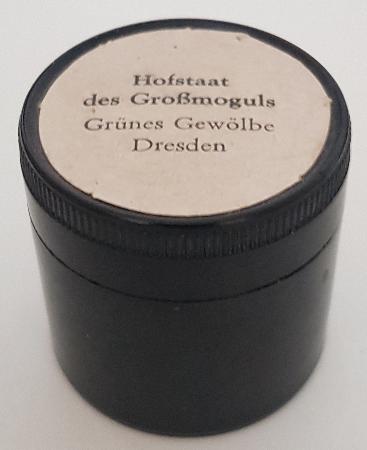 Hofstaat
des Großmoguls
Grünes Gewölbe
Dresden